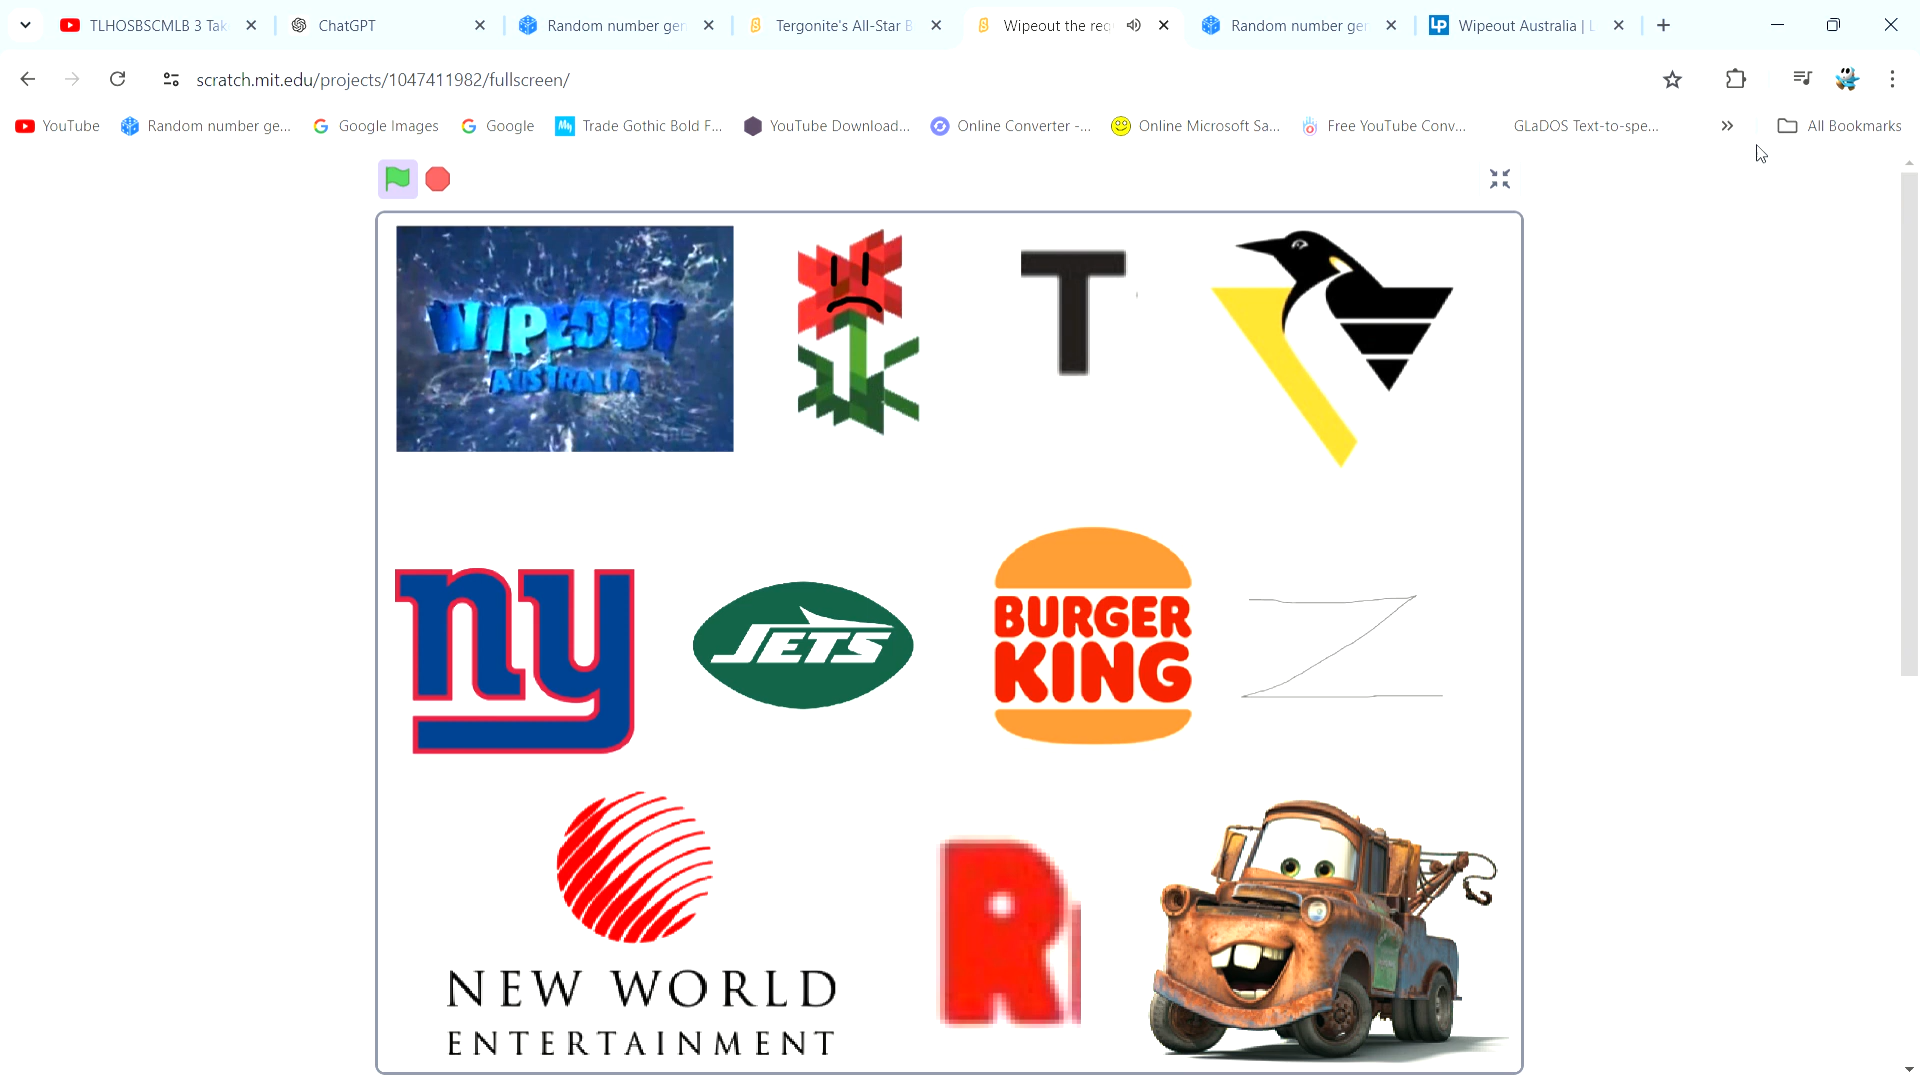 TLHOSBSCMLB 3 Tak
ChatGPT
Random number gen
Tergonite's All-Star B
Wipeout the req
Random number ger
Wipeout Australia | L
scratch.mit.edu/projects/1047411982/fullscreen/
YouTube
Random number ge...
Google Images
Google
Trade Gothic Bold F...
YouTube Download...
Online Converter -...
Online Microsoft Sa...
Free YouTube Conv...
GLaDOS Text-to-spe...
All Bookmarks
WIPEOUT
AUSTRALIA
T
ny
JETS
BURGER
KING
Z
NEW WORLD
ENTERTAINMENT
R